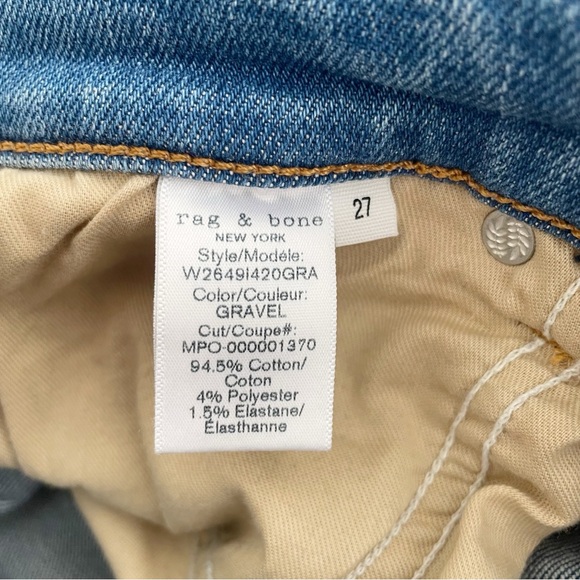 rag & bone
NEW YORK
Style/Modéle:
W2649I420GRA
Color/Couleur:
GRAVEL
Cut/Coupe#:
MPO-000001370
94.5% Cotton/
Coton
4% Polyester
1.5% Elastane/
Élasthanne
27